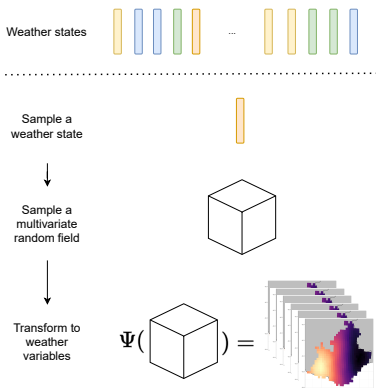 Weather states
...
Sample a
weather state
Sample a
multivariate
random field
Transform to
weather
variables
Ψ( ) =